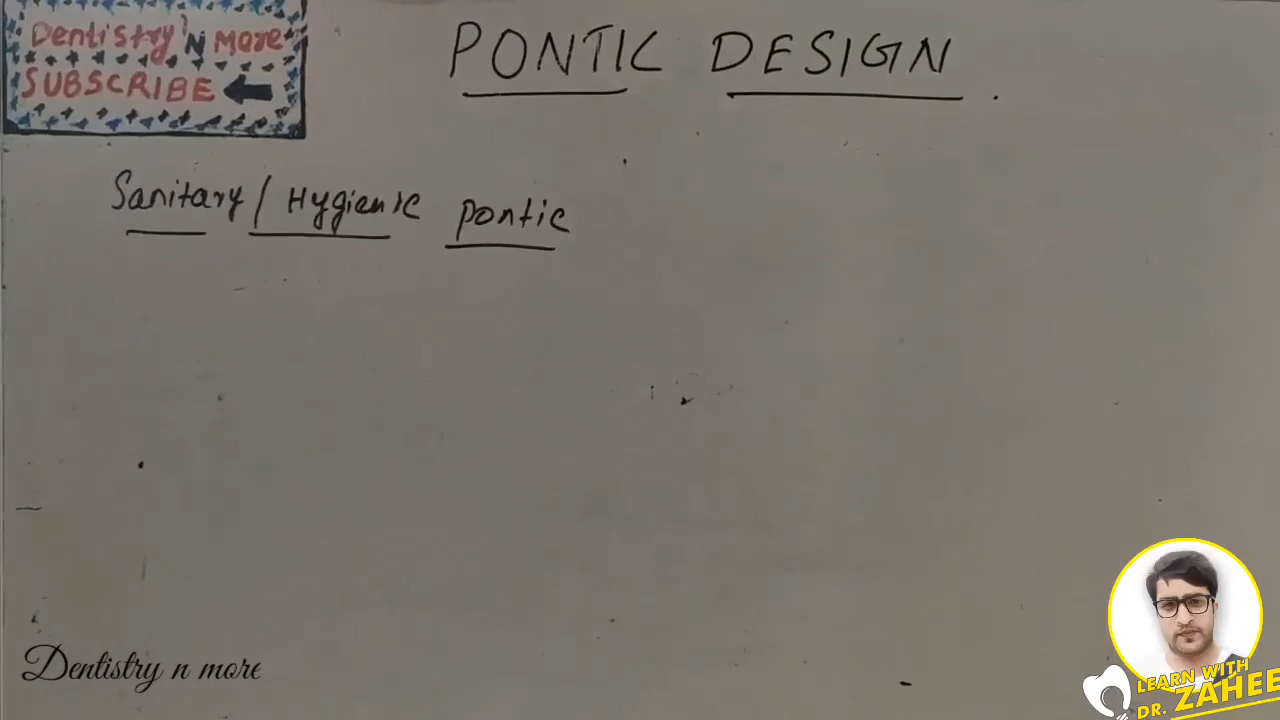 Dentistry'N More
SUBSCRIBE
PONTIC DESIGN.
Sanitary / Hygienic pontic
Dentistry n more
LEARN WITH
DR. ZAHEE